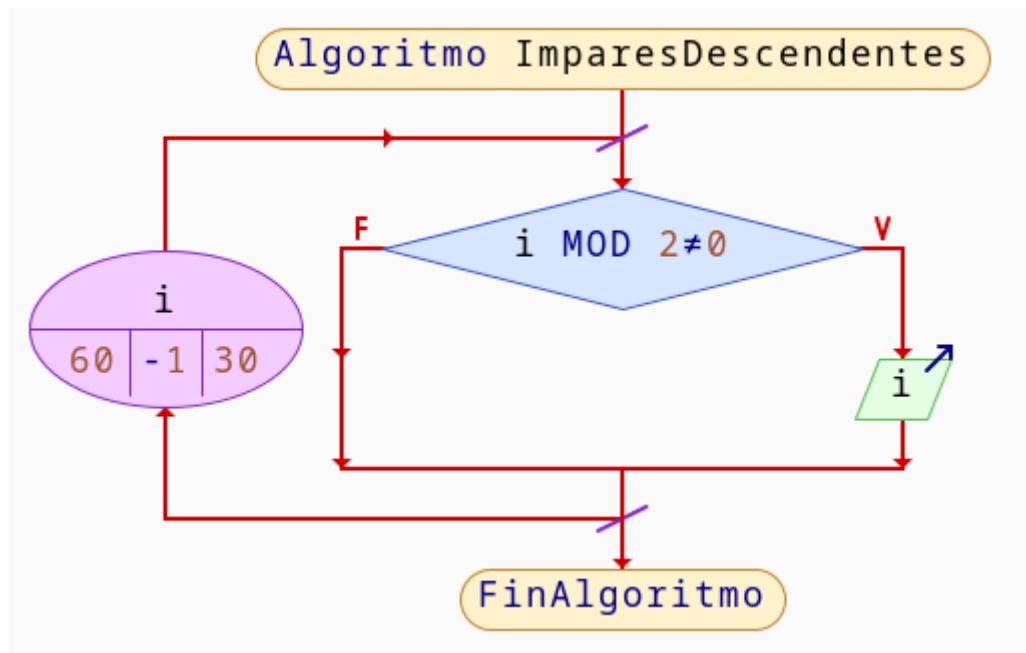 Algoritmo ImparesDescendentes
F
V
i MOD 2≠0
i
60 -1 30
i
FinAlgoritmo